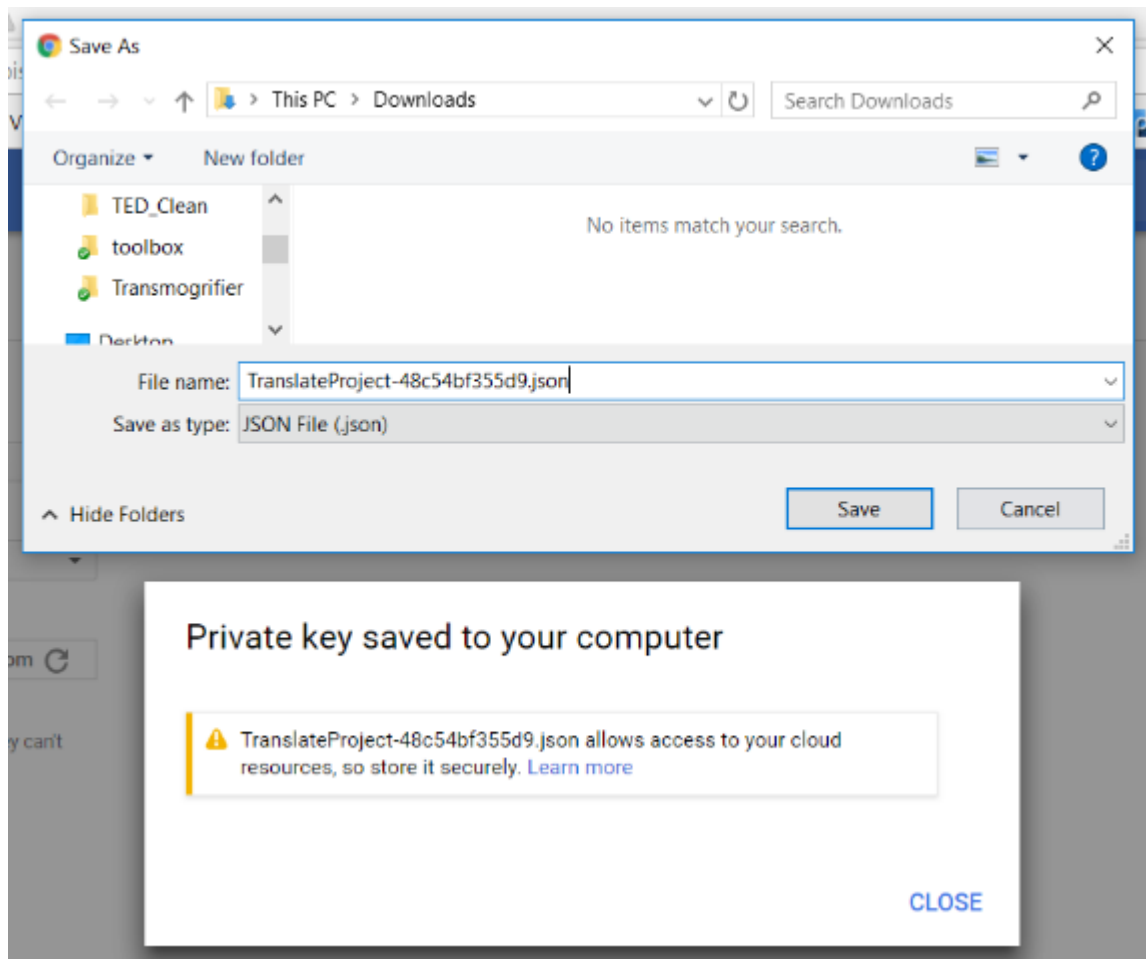 Save As
This PC > Downloads
Search Downloads
Organize
New folder
TED_Clean
toolbox
Transmogrifier
Desktop
No items match your search.
File name: TranslateProject-48c54bf355d9.json
Save as type: JSON File (.json)
Hide Folders
Save
Cancel
Private key saved to your computer
TranslateProject-48c54bf355d9.json allows access to your cloud
resources, so store it securely. Learn more
can't
CLOSE